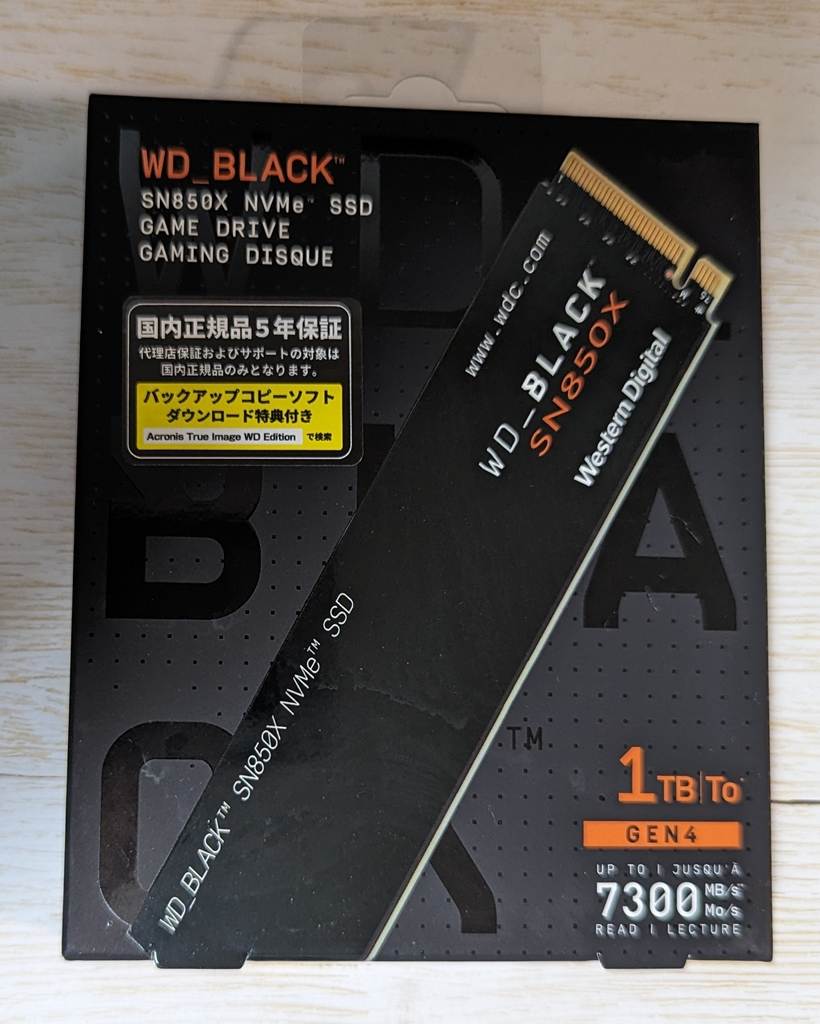 WD_BLACK™
SN850X NVMe™ SSD
GAME DRIVE
GAMING DISQUE
国内正規品5年保証
代理店保証およびサポートの対象は
国内正規品のみとなります。
バックアップコピーソフト
ダウンロード特典付き
Acronis True Image WD Edition で検索
www.wdc.com
WD_BLACK™
SN850X
Western Digital
WD_BLACK™ SN850X NVMe™ SSD
TM
1TB|To
GEN4
UP TO | JUSQU'À
7300 MB/s
Mo/s
READ | LECTURE